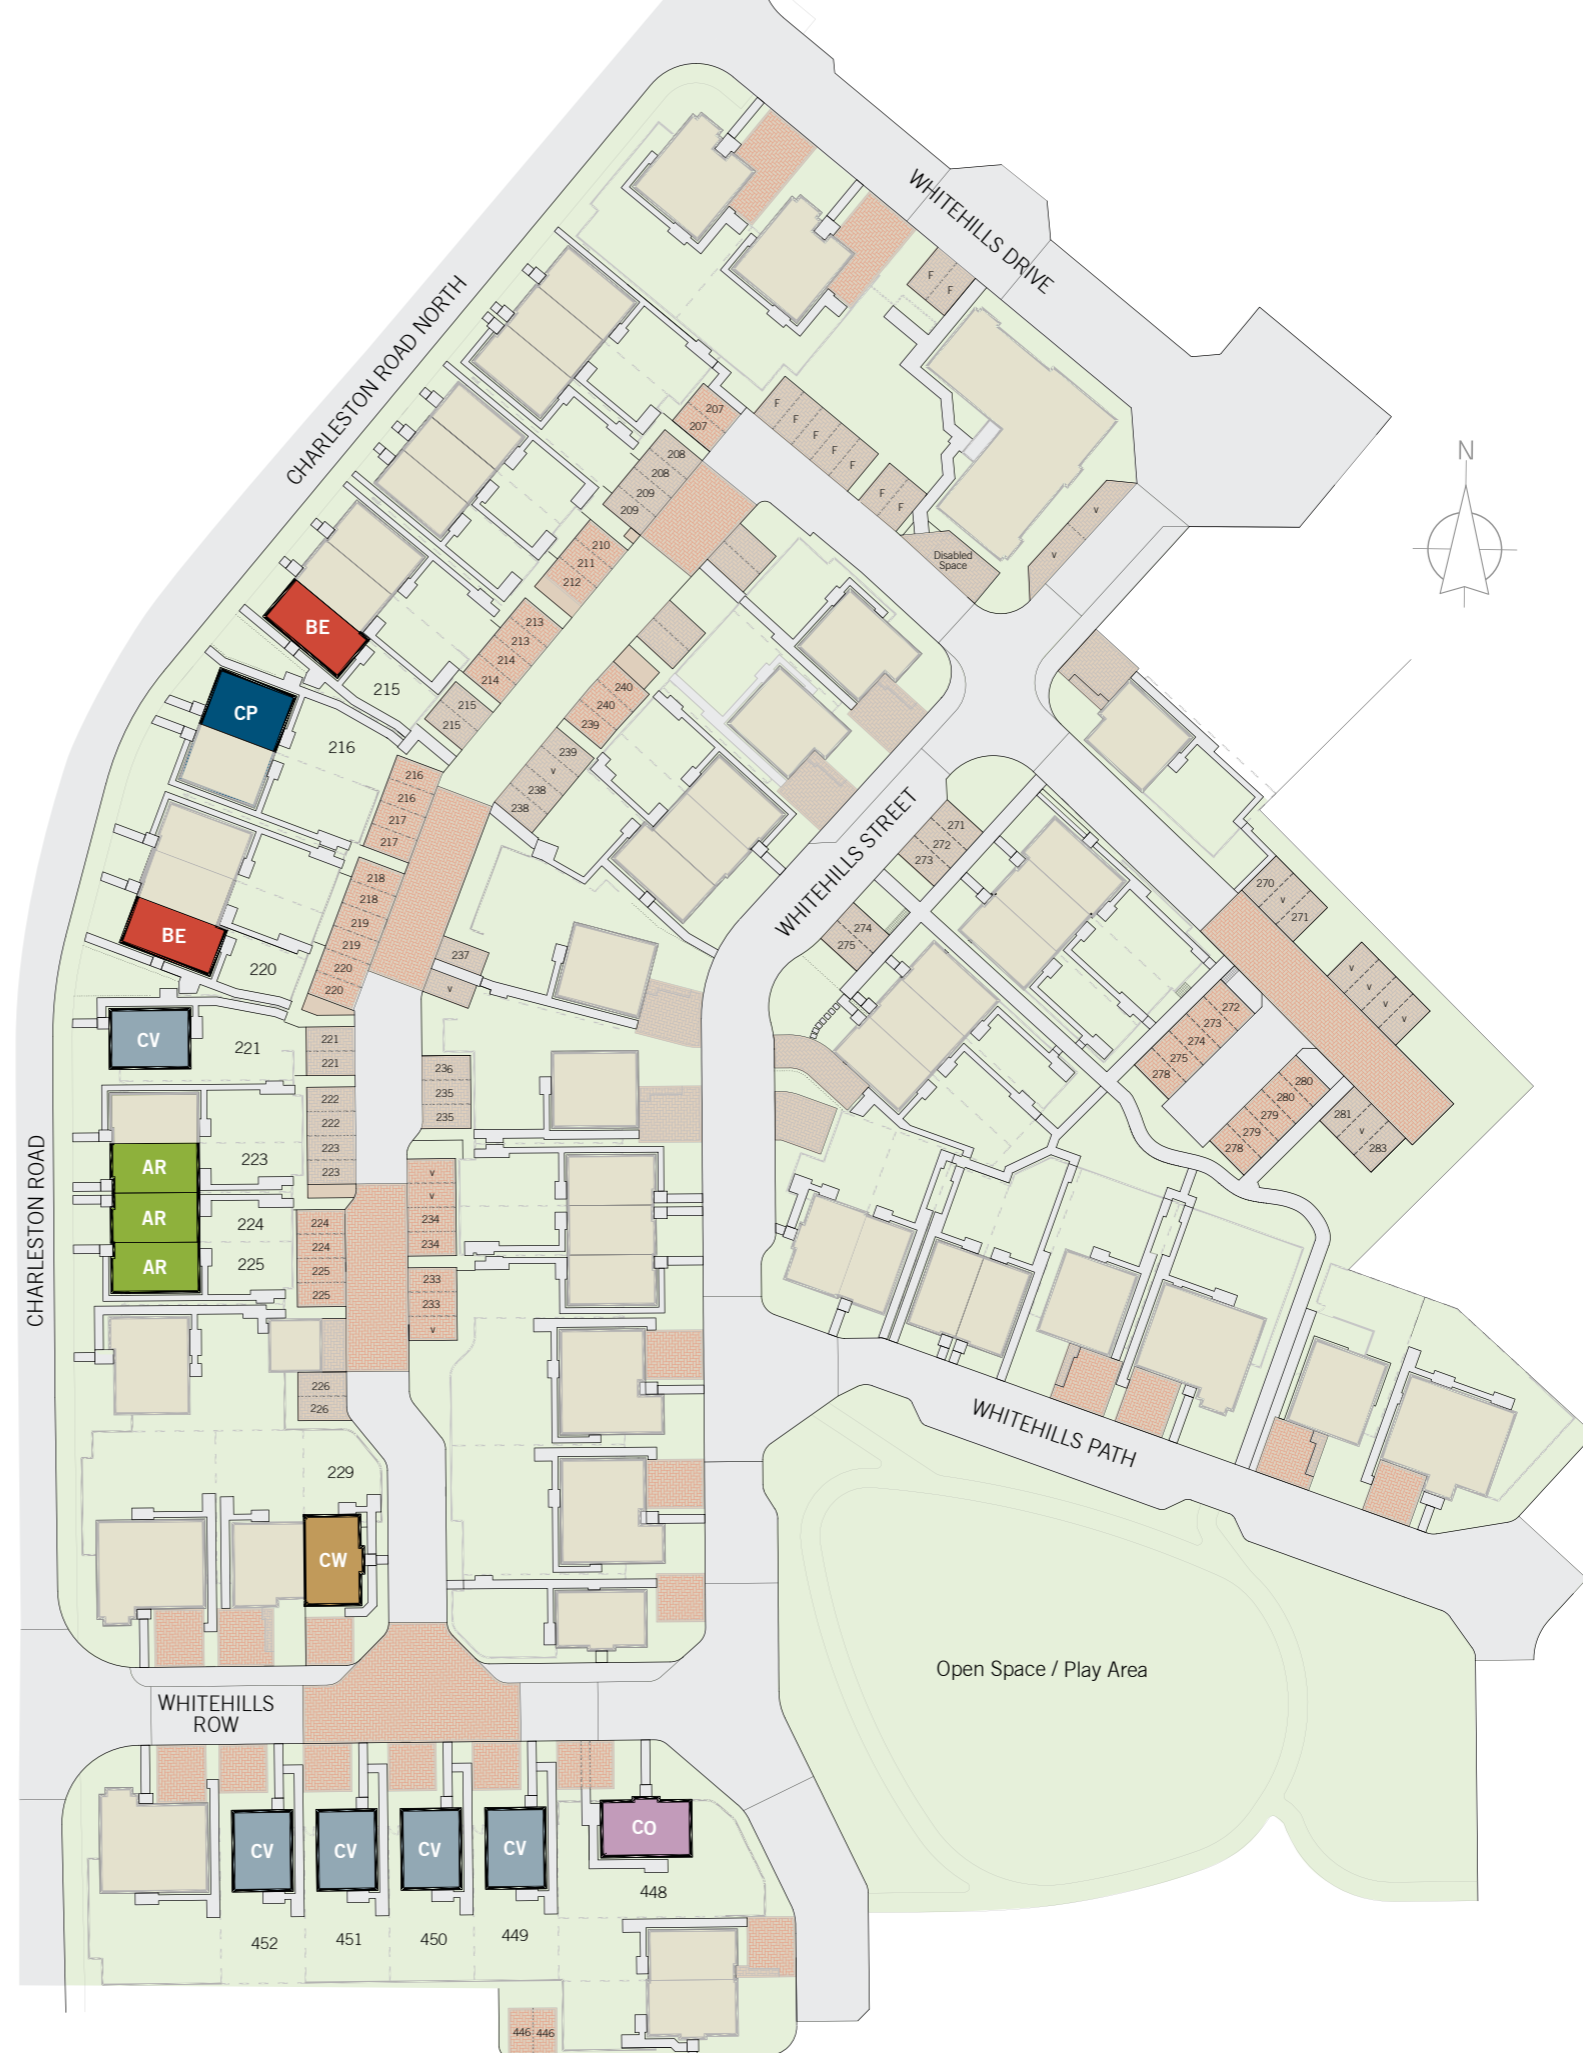 WHITEHILLS DRIVE
CHARLESTON ROAD NORTH
N
F
F
207
207
F
F
F
F
F
208
208
209
209
F
F
V
V
Disabled
Space
210
211
212
BE
213
213
214
214
215
215
215
CP
216
240
240
239
239
V
238
238
216
216
217
217
WHITEHILLS STREET
271
272
273
270
V
271
218
218
219
219
220
220
BE
220
237
V
274
275
V
V
V
V
272
273
274
275
278
280
280
279
279
278
281
V
283
CV
221
221
221
236
235
235
222
222
223
223
CHARLESTON ROAD
AR
223
AR
224
AR
225
224
224
225
225
V
V
234
234
233
233
V
226
226
WHITEHILLS PATH
229
CW
Open Space / Play Area
WHITEHILLS
ROW
CV
CV
CV
CV
CO
448
452
451
450
449
446
446